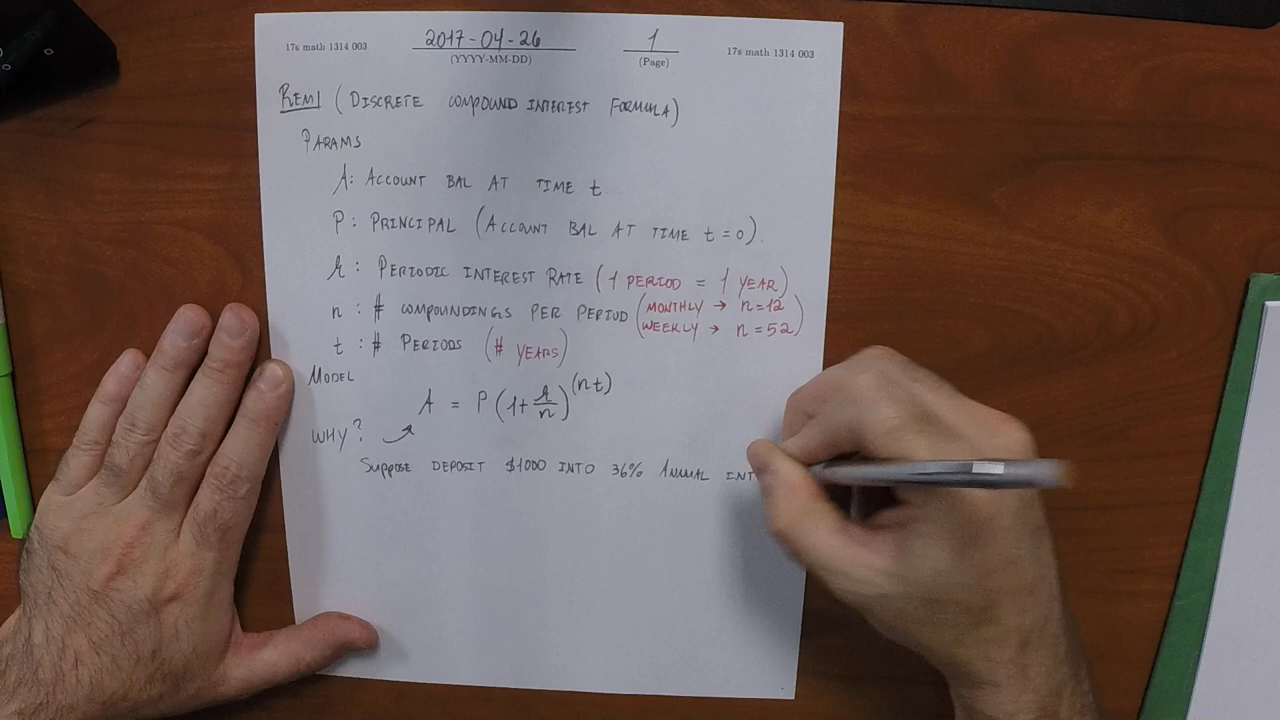 17s math 1314 003 2017-04-26 1 17s math 1314 003
(YYYY-MM-DD) (Page)
REM1 (DISCRETE COMPOUND INTEREST FORMULA)
PARAMS
A: ACCOUNT BAL AT TIME t.
P: PRINCIPAL (ACCOUNT BAL AT TIME t=0).
r: PERIODIC INTEREST RATE (1 PERIOD = 1 YEAR)
n: # COMPOUNDINGS PER PERIOD (MONTHLY → n=12
WEEKLY → n=52)
t: # PERIODS (# YEARS)
MODEL
A = P(1+r/n)^(nt)
WHY?
SUPPOSE DEPOSIT $1000 INTO 36% ANNUAL INT